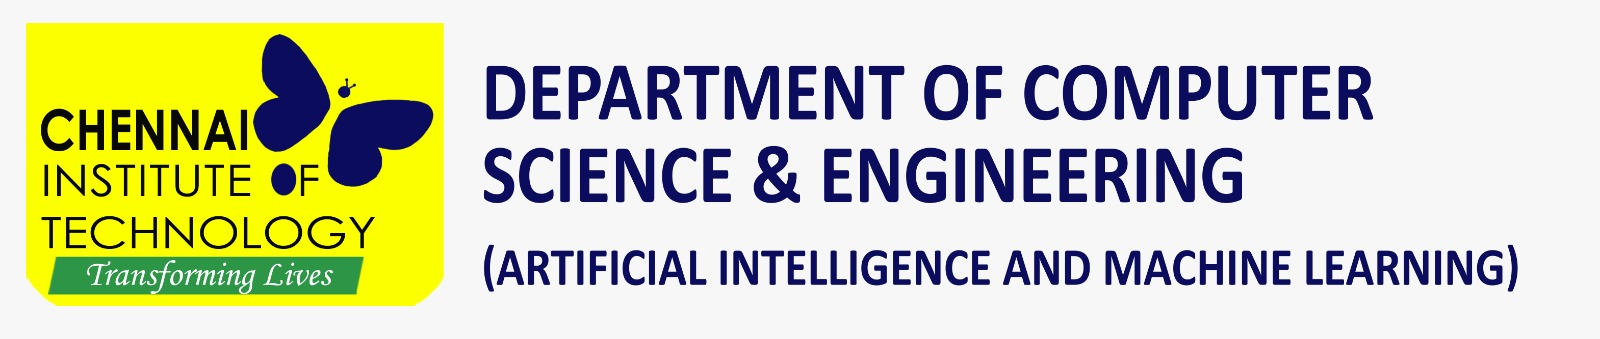 CHENNAI
INSTITUTE OF
TECHNOLOGY
Transforming Lives
DEPARTMENT OF COMPUTER
SCIENCE & ENGINEERING
(ARTIFICIAL INTELLIGENCE AND MACHINE LEARNING)